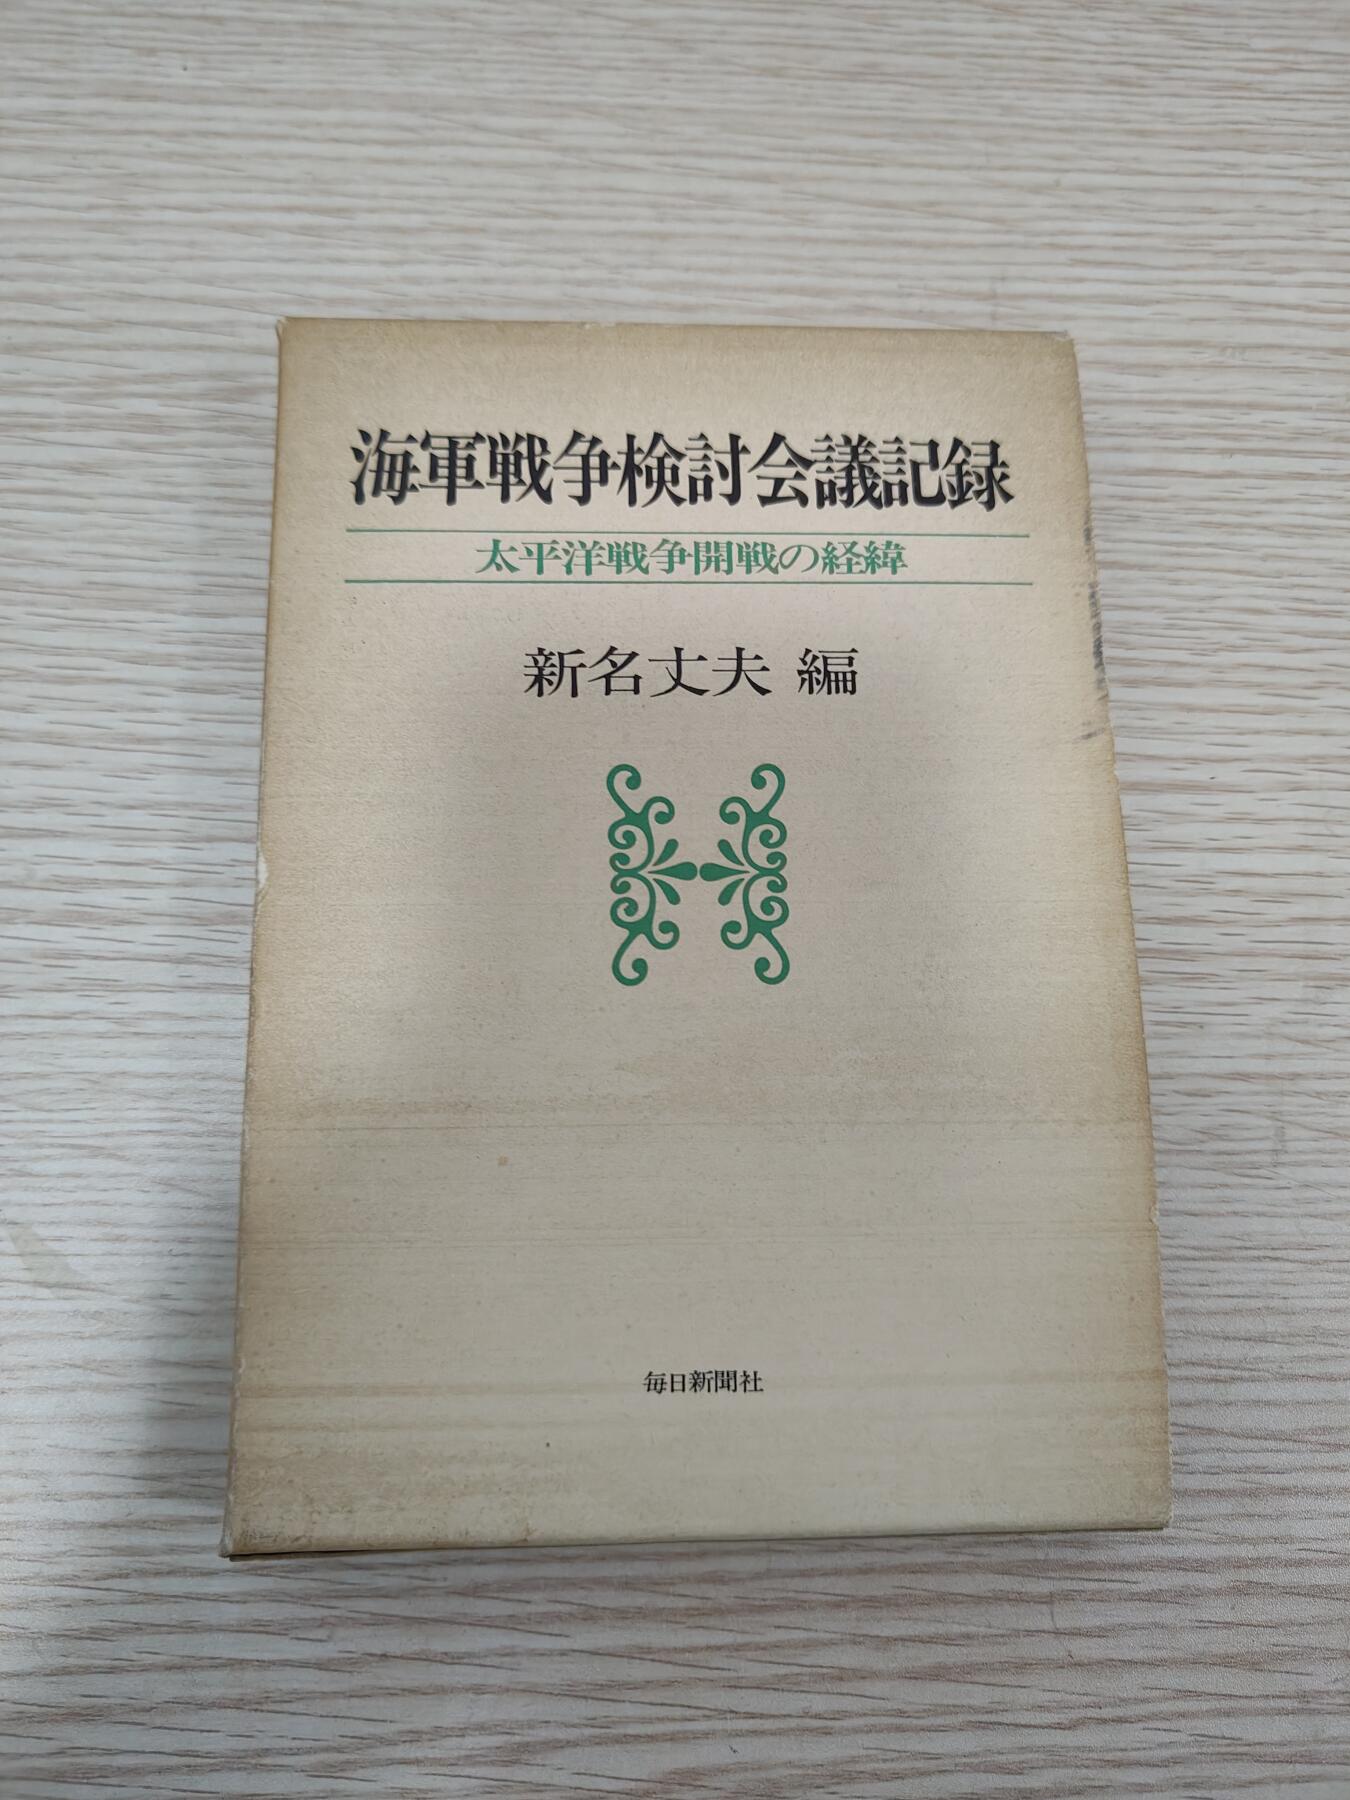 海軍戦争検討会議記録
太平洋戦争開戦の経緯
新名丈夫 編
毎日新聞社